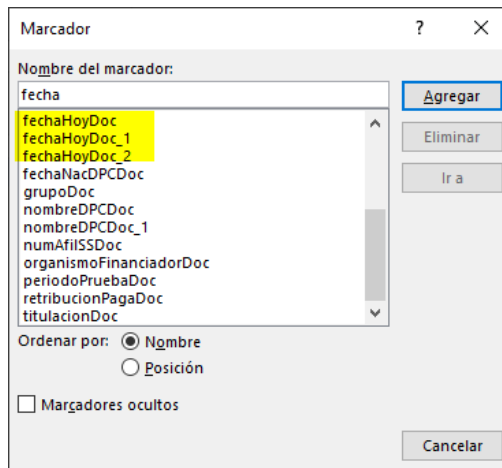 Marcador
?
Nombre del marcador:
fecha
Agregar
fechaHoyDoc
fechaHoyDoc_1
fechaHoyDoc_2
fechaNacDPCDoc
grupoDoc
nombreDPCDoc
nombreDPCDoc_1
numAfilSSDoc
organismoFinanciadorDoc
periodoPruebaDoc
retribucionPagaDoc
titulacionDoc
Eliminar
Ir a
Ordenar por:
Nombre
Posición
Marcadores ocultos
Cancelar